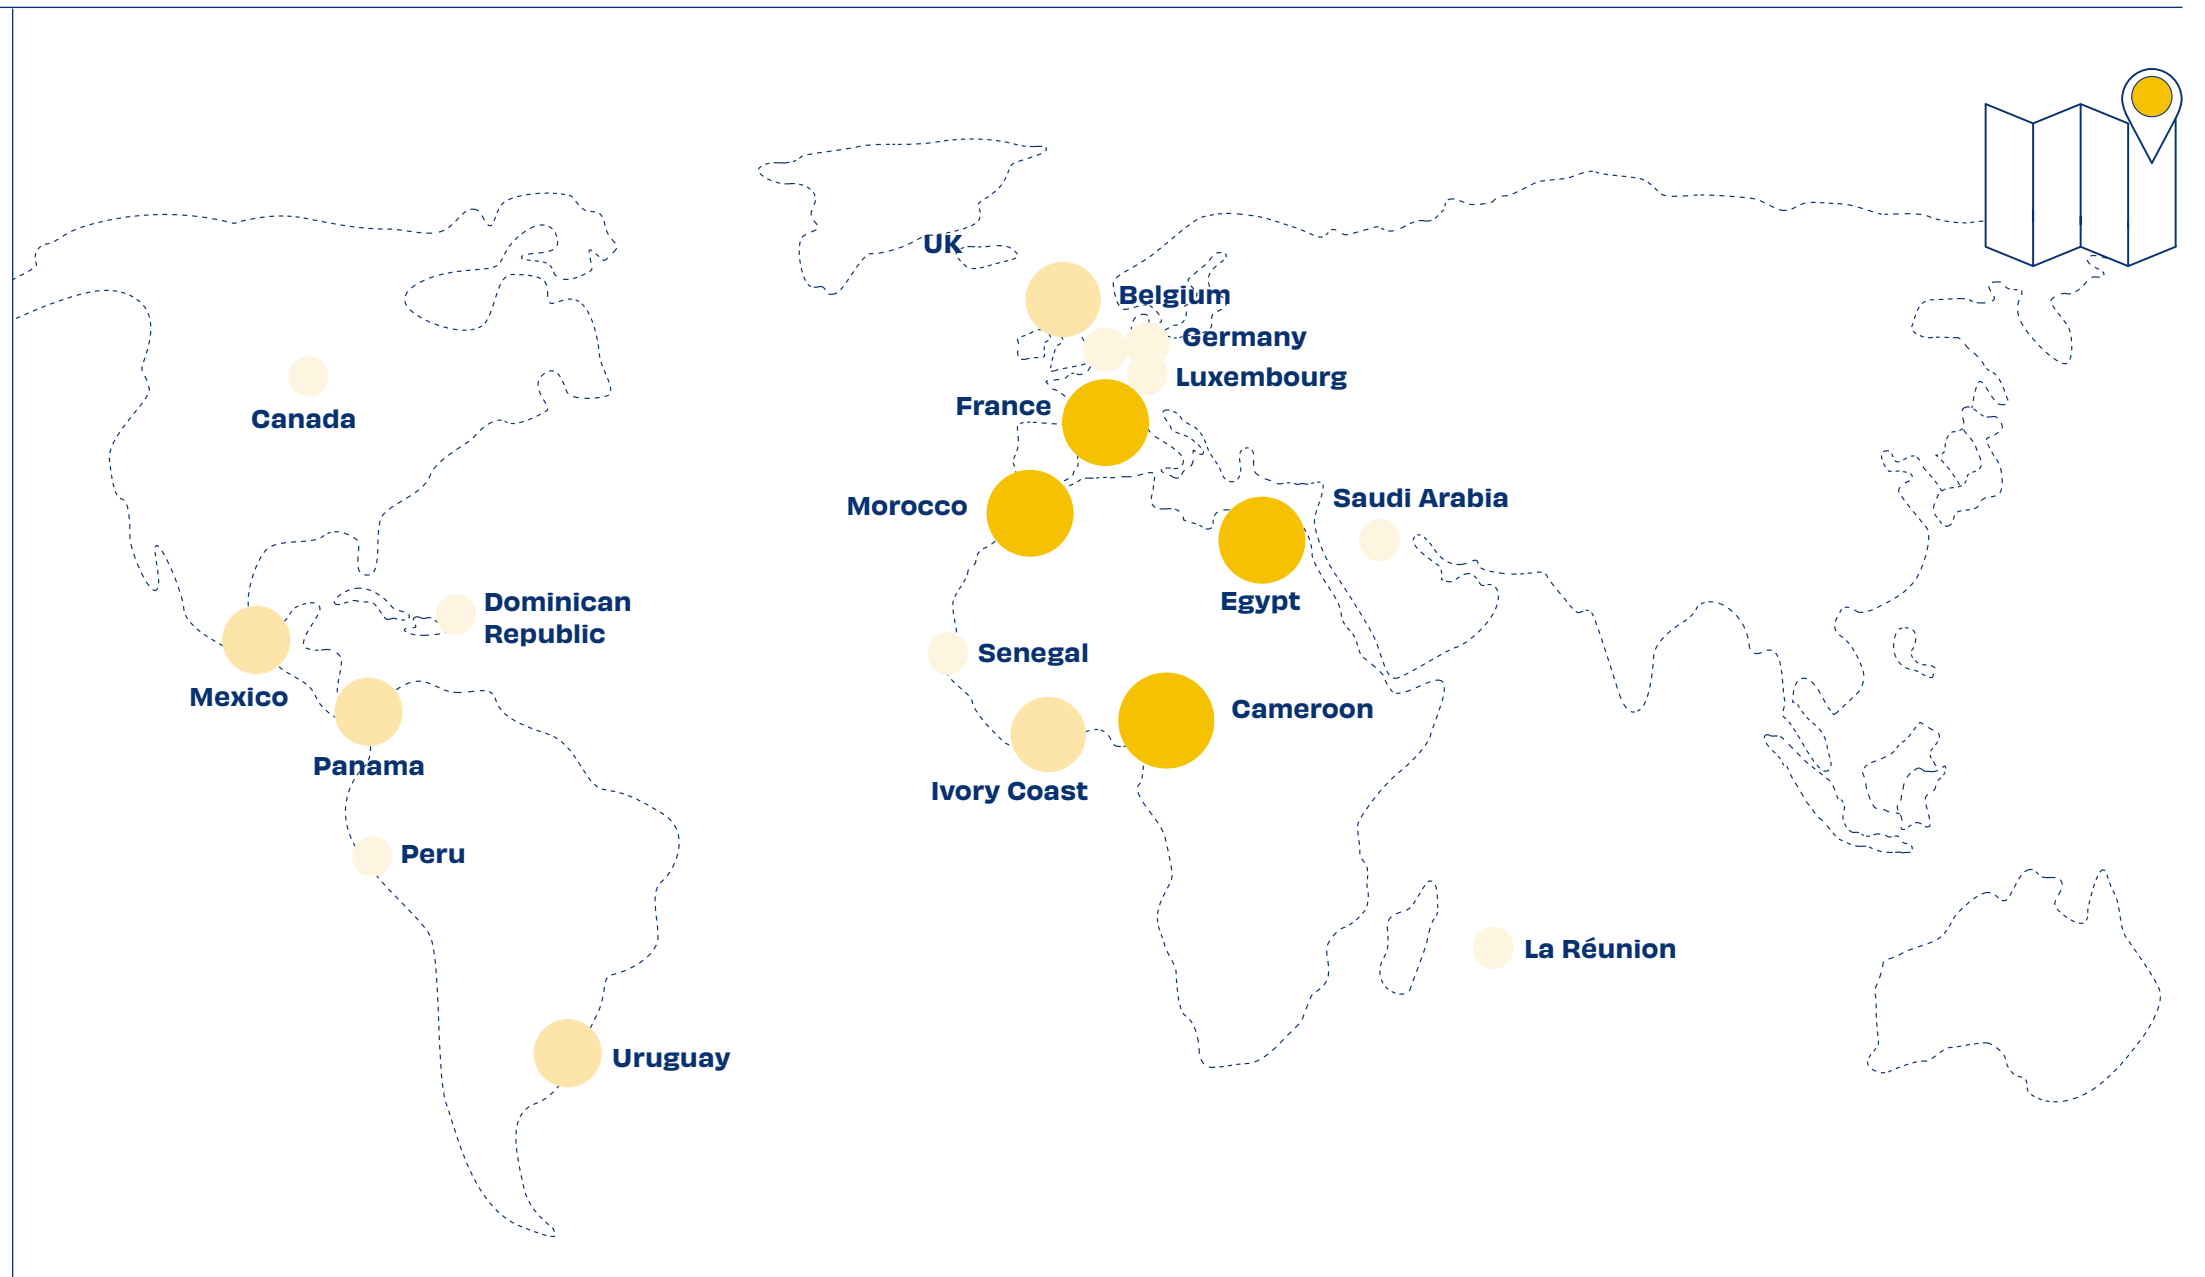 UK
Belgium
Germany
Luxembourg
France
Canada
Morocco
Saudi Arabia
Egypt
Dominican
Republic
Senegal
Mexico
Cameroon
Panama
Ivory Coast
Peru
La Réunion
Uruguay